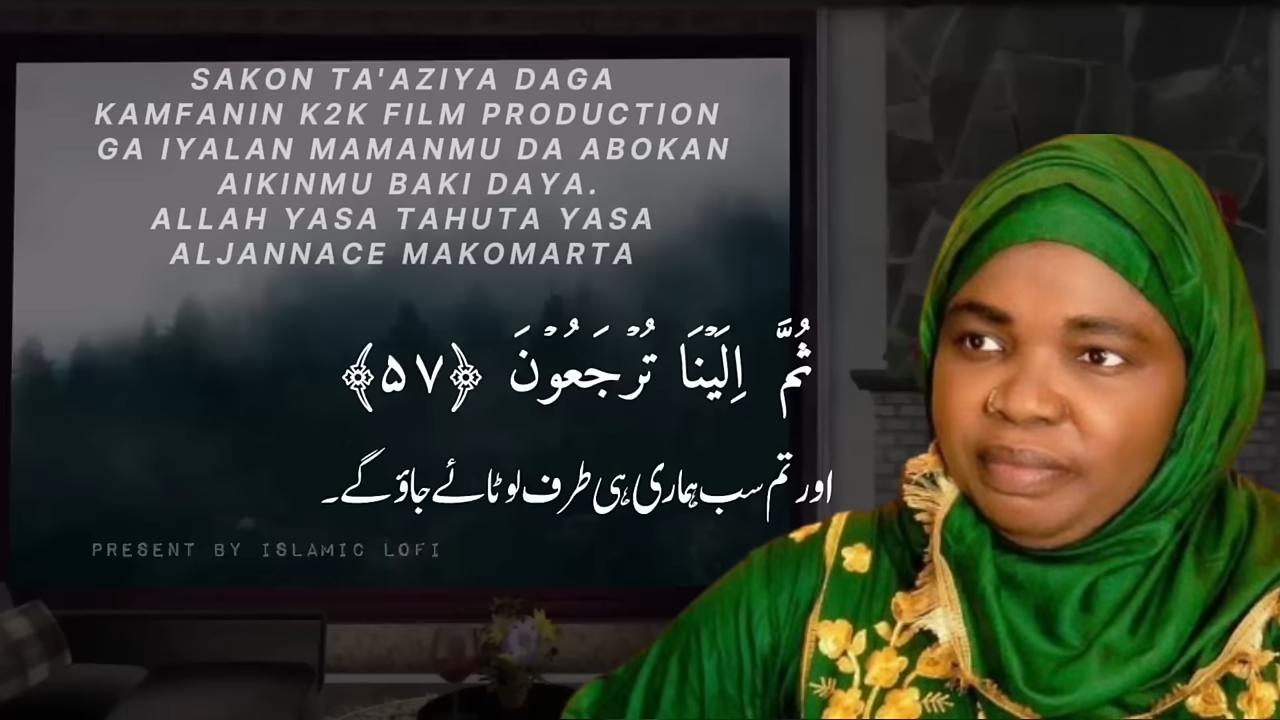 SAKON TA'AZIYA DAGA
KAMFANIN K2K FILM PRODUCTION
GA IYALAN MAMANMU DA ABOKAN
AIKINMU BAKI DAYA.
ALLAH YASA TAHUTA YASA
ALJANNACE MAKOMARTA
ثُمَّ اِلَيۡنَا تُرۡجَعُوۡنَ ﴿۵۷﴾
اور تم سب ہماری ہی طرف لوٹائے جاؤ گے۔
PRESENT BY ISLAMIC LOFI